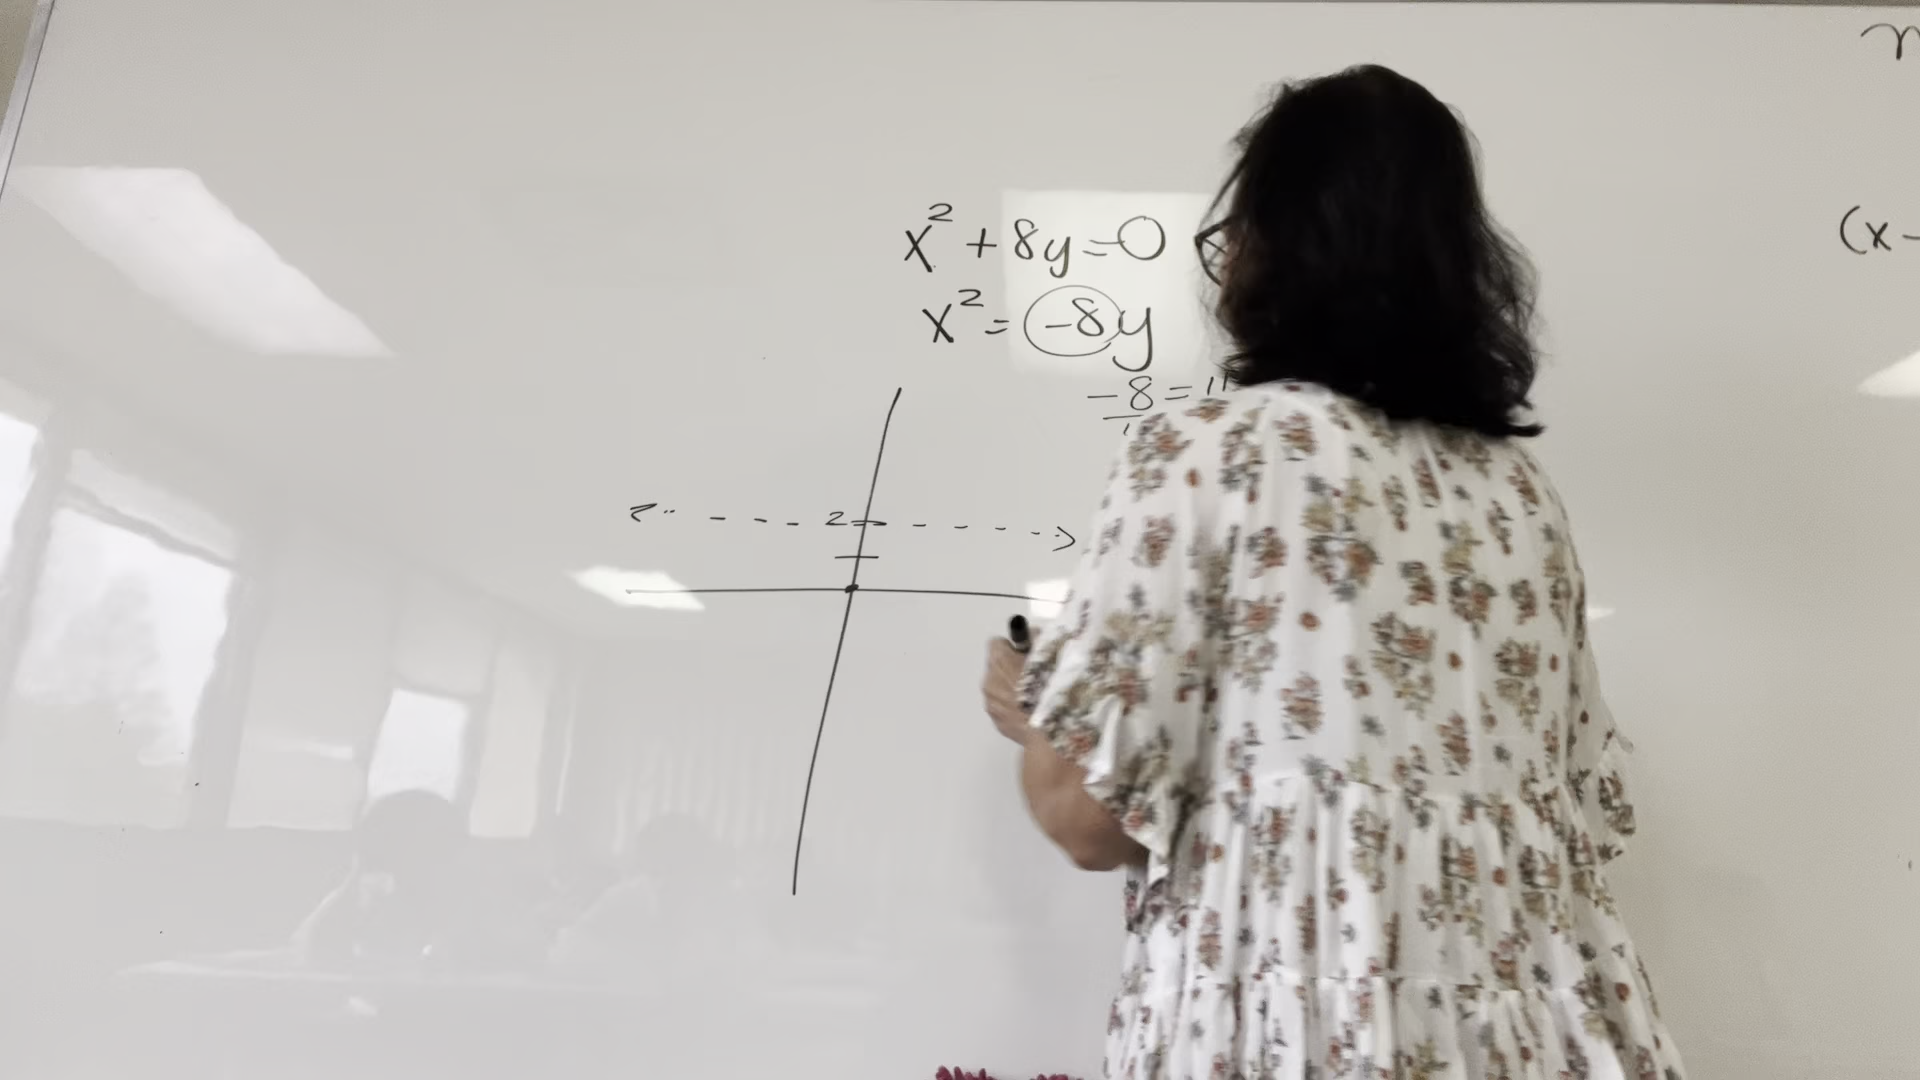 x² + 8y = 0
x² = -8y
-8 =
2
(x -